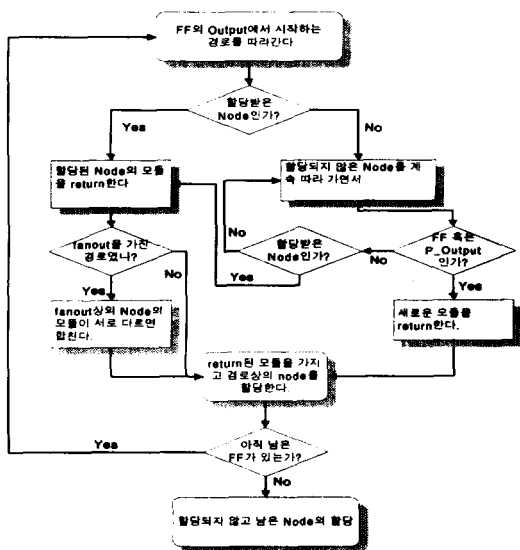 FF의 Output에서 시작하는
경로를 따라간다
할당받은
Node인가?
Yes
No
할당된 Node의 모듈
을 return한다
할당되지 않은 Node를 계
속 따라 가면서
No
fanout을 가진
경로였나?
No
할당받은
Node인가?
No
FF 혹은
P_Output
인가?
Yes
Yes
Yes
fanout상의 Node의
모듈이 서로 다르면
합친다.
새로운 모듈을
return한다.
return된 모듈을 가지
고 경로상의 node를
할당한다.
Yes
아직 남은
FF가 있는가?
No
할당되지 않고 남은 Node의 할당